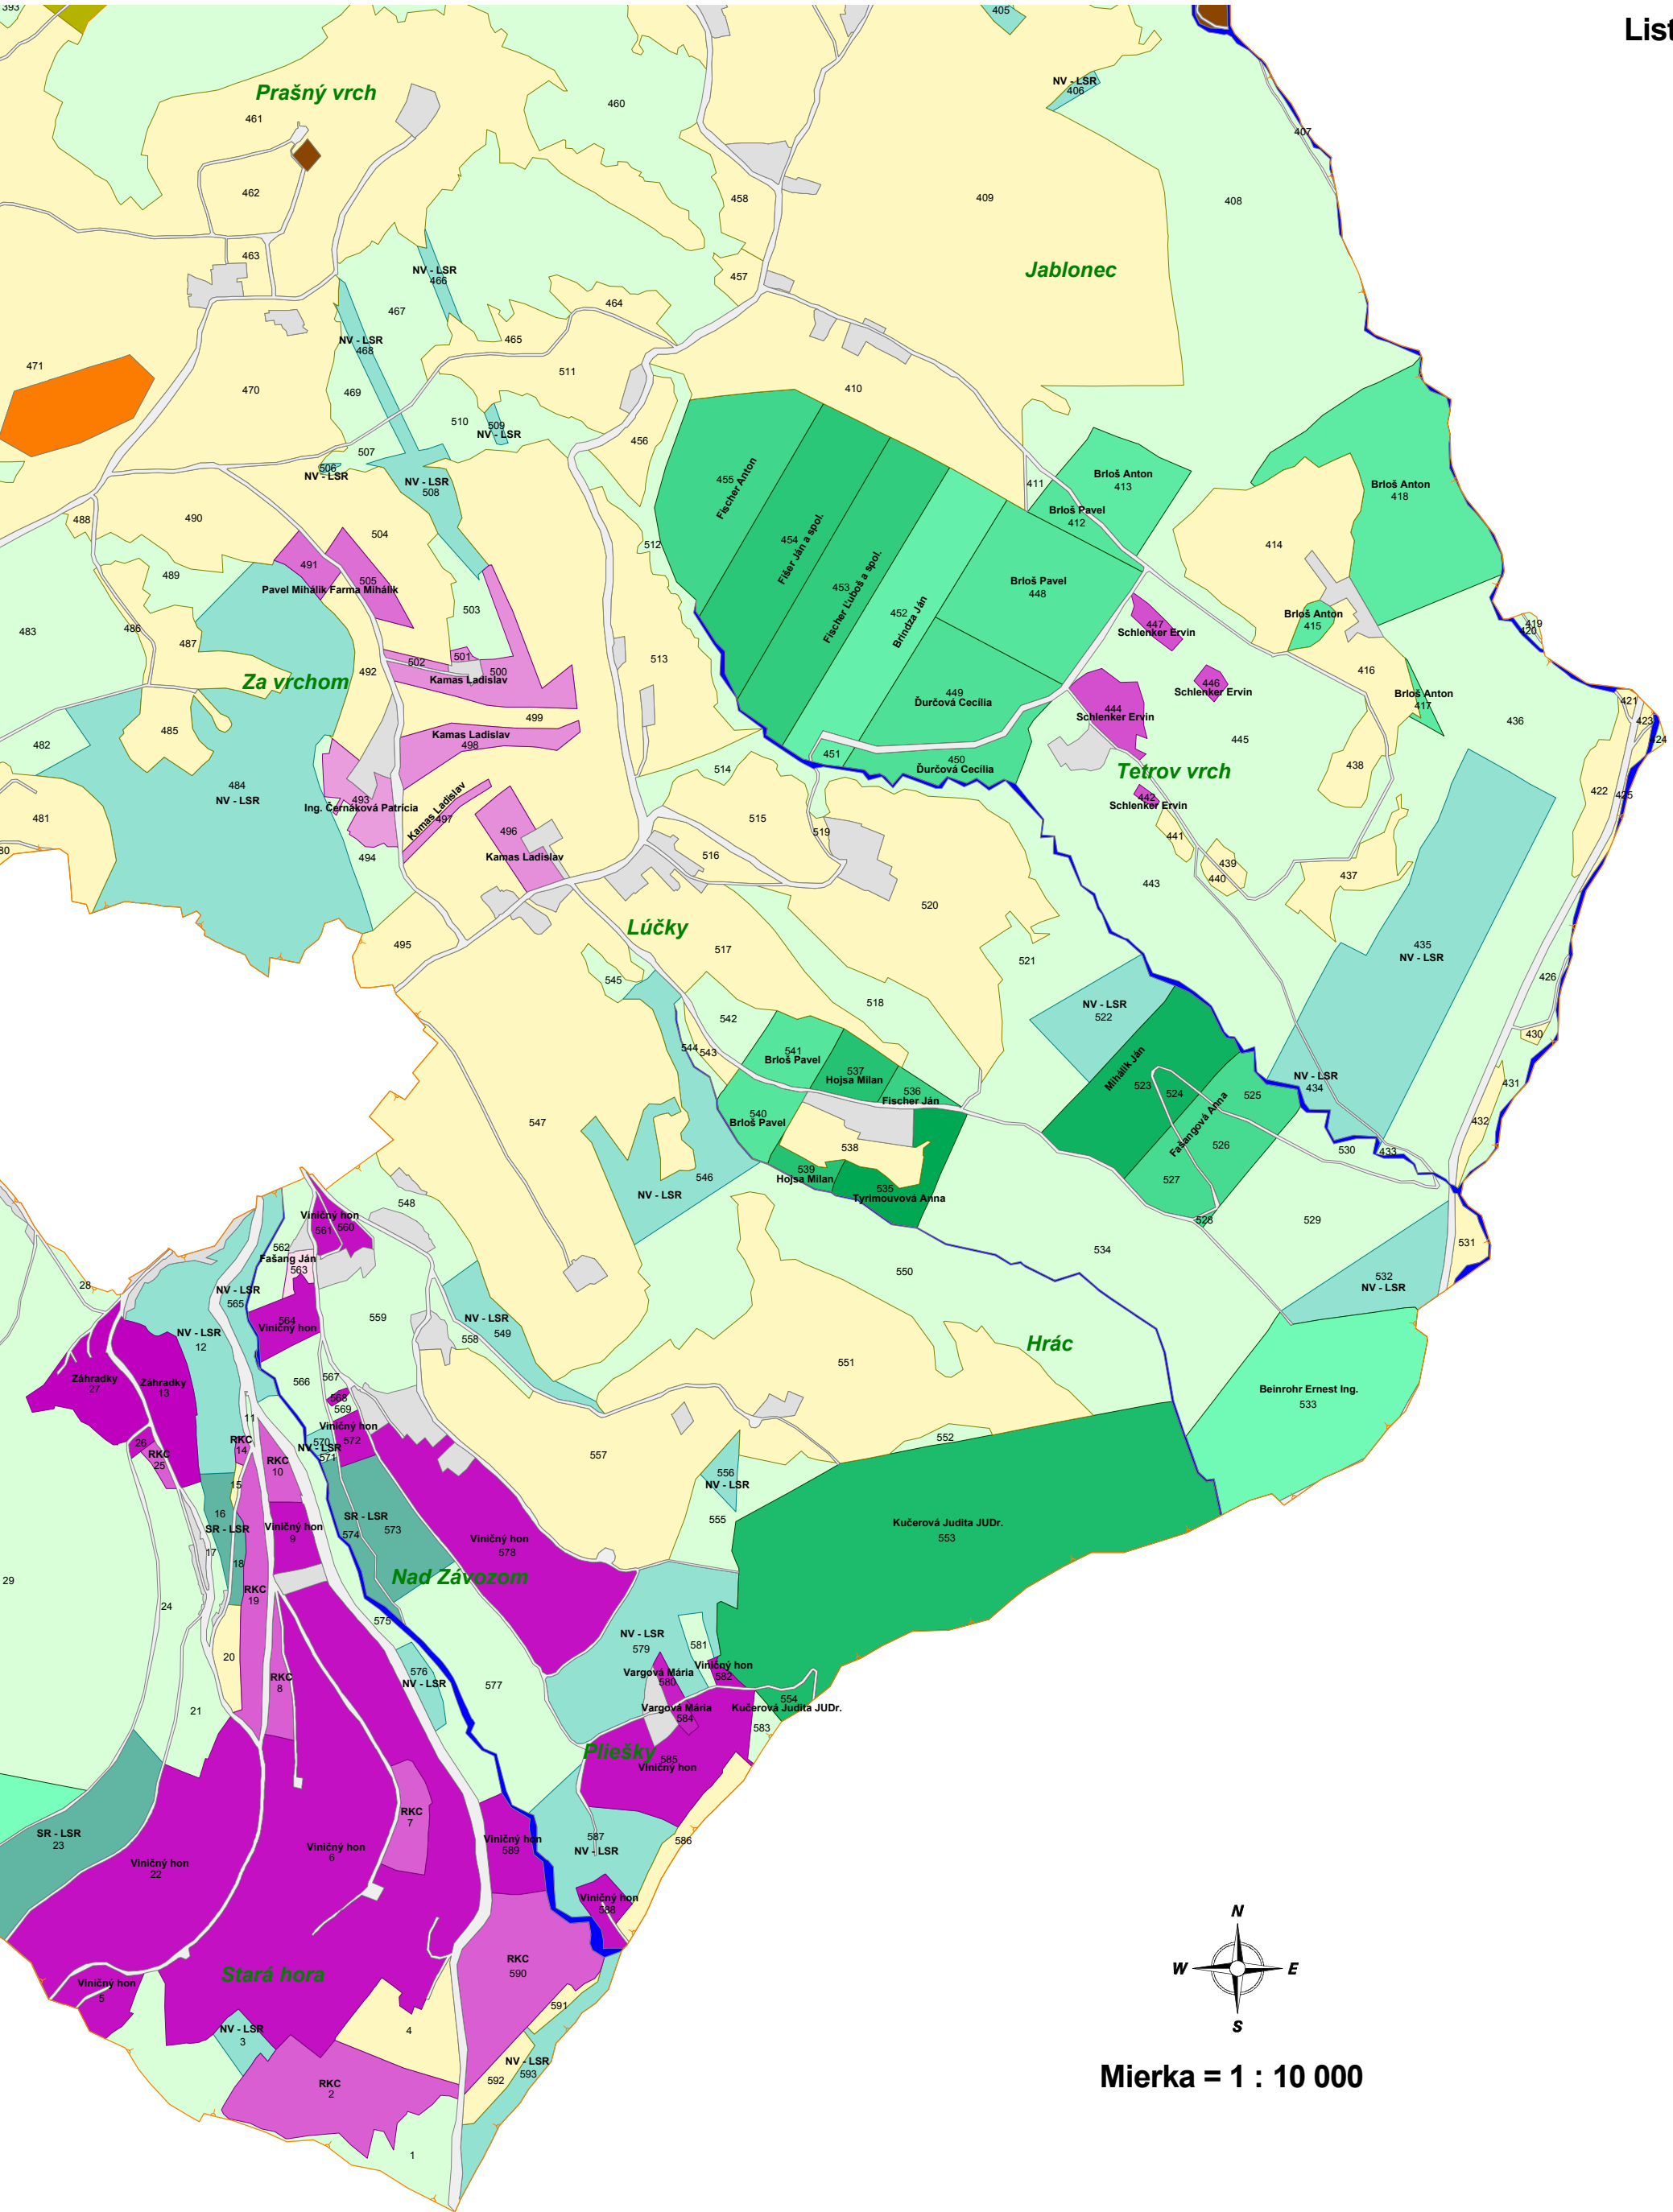 393
405
List
NV - LSR
406
Prašný vrch
460
461
407
462
458
409
408
463
457
Jablonec
NV - LSR
466
464
467
465
NV - LSR
468
471
511
470
469
410
510
509
NV - LSR
456
507
506
NV - LSR
NV - LSR
508
455
Fischer Anton
411
Brloš Anton
413
Brloš Pavel
412
Brloš Anton
418
488
490
504
512
454
Fišer Ján a spol.
414
489
491
505
Pavel Mihálik Farma Mihálik
453
Fischer Ľuboš a spol.
Brloš Pavel
448
503
452
Brindza Ján
447
Schlenker Ervin
Brloš Anton
415
419
420
483
486
487
513
492
502
501
500
Kamas Ladislav
Za vrchom
449
Ďurčová Cecília
446
Schlenker Ervin
416
Brloš Anton
417
421
423
424
444
Schlenker Ervin
499
436
485
Kamas Ladislav
498
445
482
451
450
Ďurčová Cecília
514
Tetrov vrch
438
484
NV - LSR
493
Ing. Černáková Patrícia
Kamas Ladislav
497
442
Schlenker Ervin
422
425
481
515
519
496
Kamas Ladislav
441
80
494
516
439
440
437
443
520
Lúčky
495
517
435
NV - LSR
521
545
426
518
NV - LSR
522
542
430
544
543
541
Brloš Pavel
537
Hojsa Milan
536
Fischer Ján
Mihálik Ján
523
524
525
NV - LSR
434
431
540
Brloš Pavel
547
538
Fašangová Anna
526
432
530
433
546
NV - LSR
539
Hojsa Milan
535
Tyrimouvová Anna
527
548
Viničný hon
561
560
528
529
562
Fašang Ján
563
534
531
550
28
NV - LSR
565
532
NV - LSR
559
564
Viničný hon
NV - LSR
549
558
NV - LSR
12
Hrác
551
Záhradky
27
Záhradky
13
566
567
568
569
Beinrohr Ernest Ing.
533
11
Viničný hon
572
26
RKC
25
RKC
14
570
NV - LSR
571
552
557
RKC
10
15
556
NV - LSR
16
SR - LSR
SR - LSR
573
574
555
Kučerová Judita JUDr.
553
Viničný hon
9
Viničný hon
578
17
18
Nad Závozom
29
RKC
19
24
575
20
NV - LSR
579
581
576
NV - LSR
RKC
8
Vargová Mária
580
Viničný hon
582
577
21
Vargová Mária
584
554
Kučerová Judita JUDr.
583
Pliešky
585
Viničný hon
RKC
7
SR - LSR
23
Viničný hon
22
Viničný hon
6
Viničný hon
589
587
NV - LSR
586
Viničný hon
588
N
W
E
S
RKC
590
Stará hora
Viničný hon
5
591
4
NV - LSR
3
NV - LSR
593
592
RKC
2
Mierka = 1 : 10 000
1